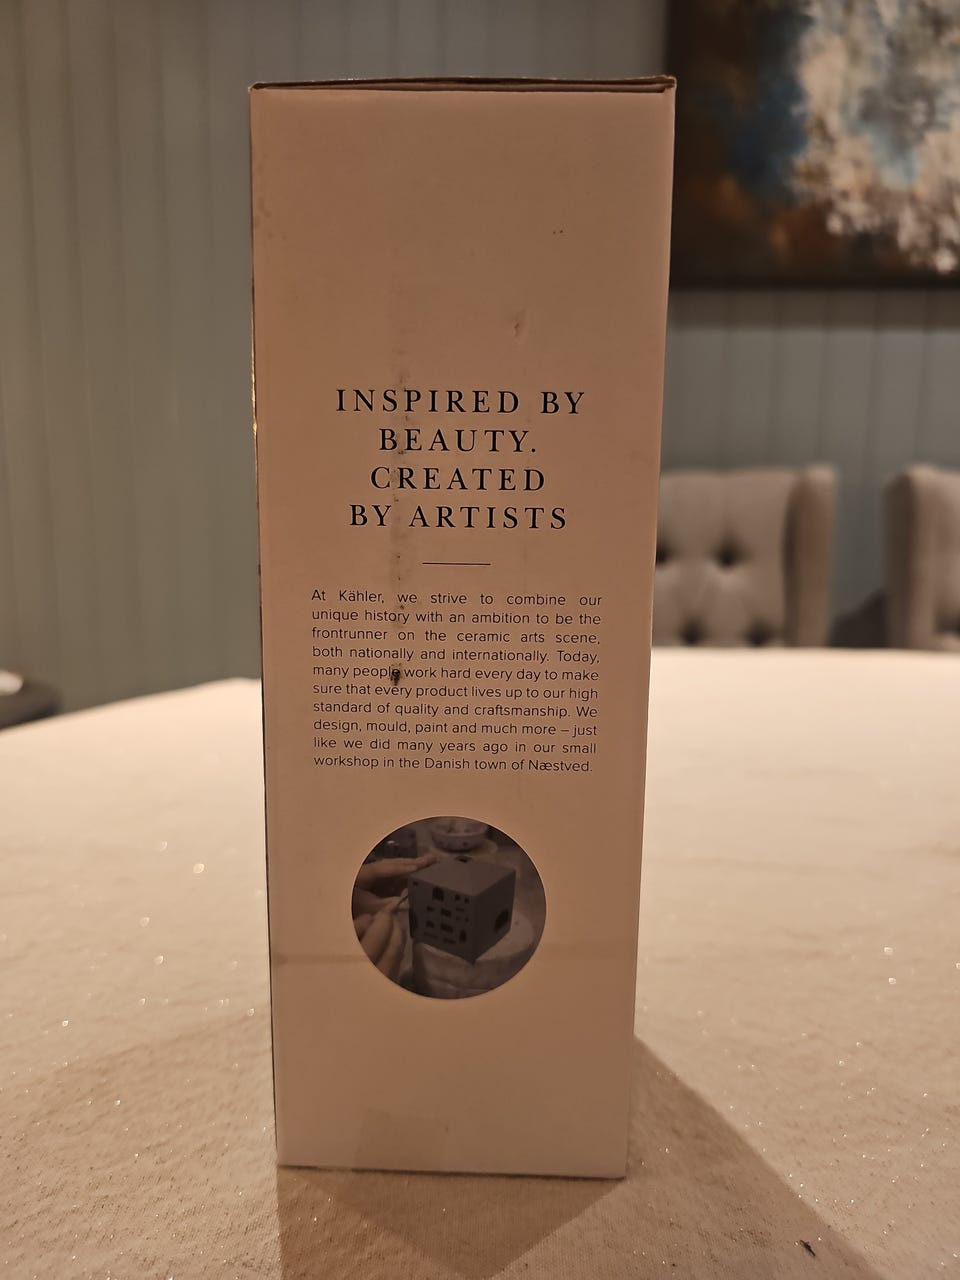 INSPIRED BY
BEAUTY.
CREATED
BY ARTISTS
At Kähler, we strive to combine our
unique history with an ambition to be the
frontrunner on the ceramic arts scene,
both nationally and internationally. Today,
many people work hard every day to make
sure that every product lives up to our high
standard of quality and craftsmanship. We
design, mould, paint and much more – just
like we did many years ago in our small
workshop in the Danish town of Næstved.